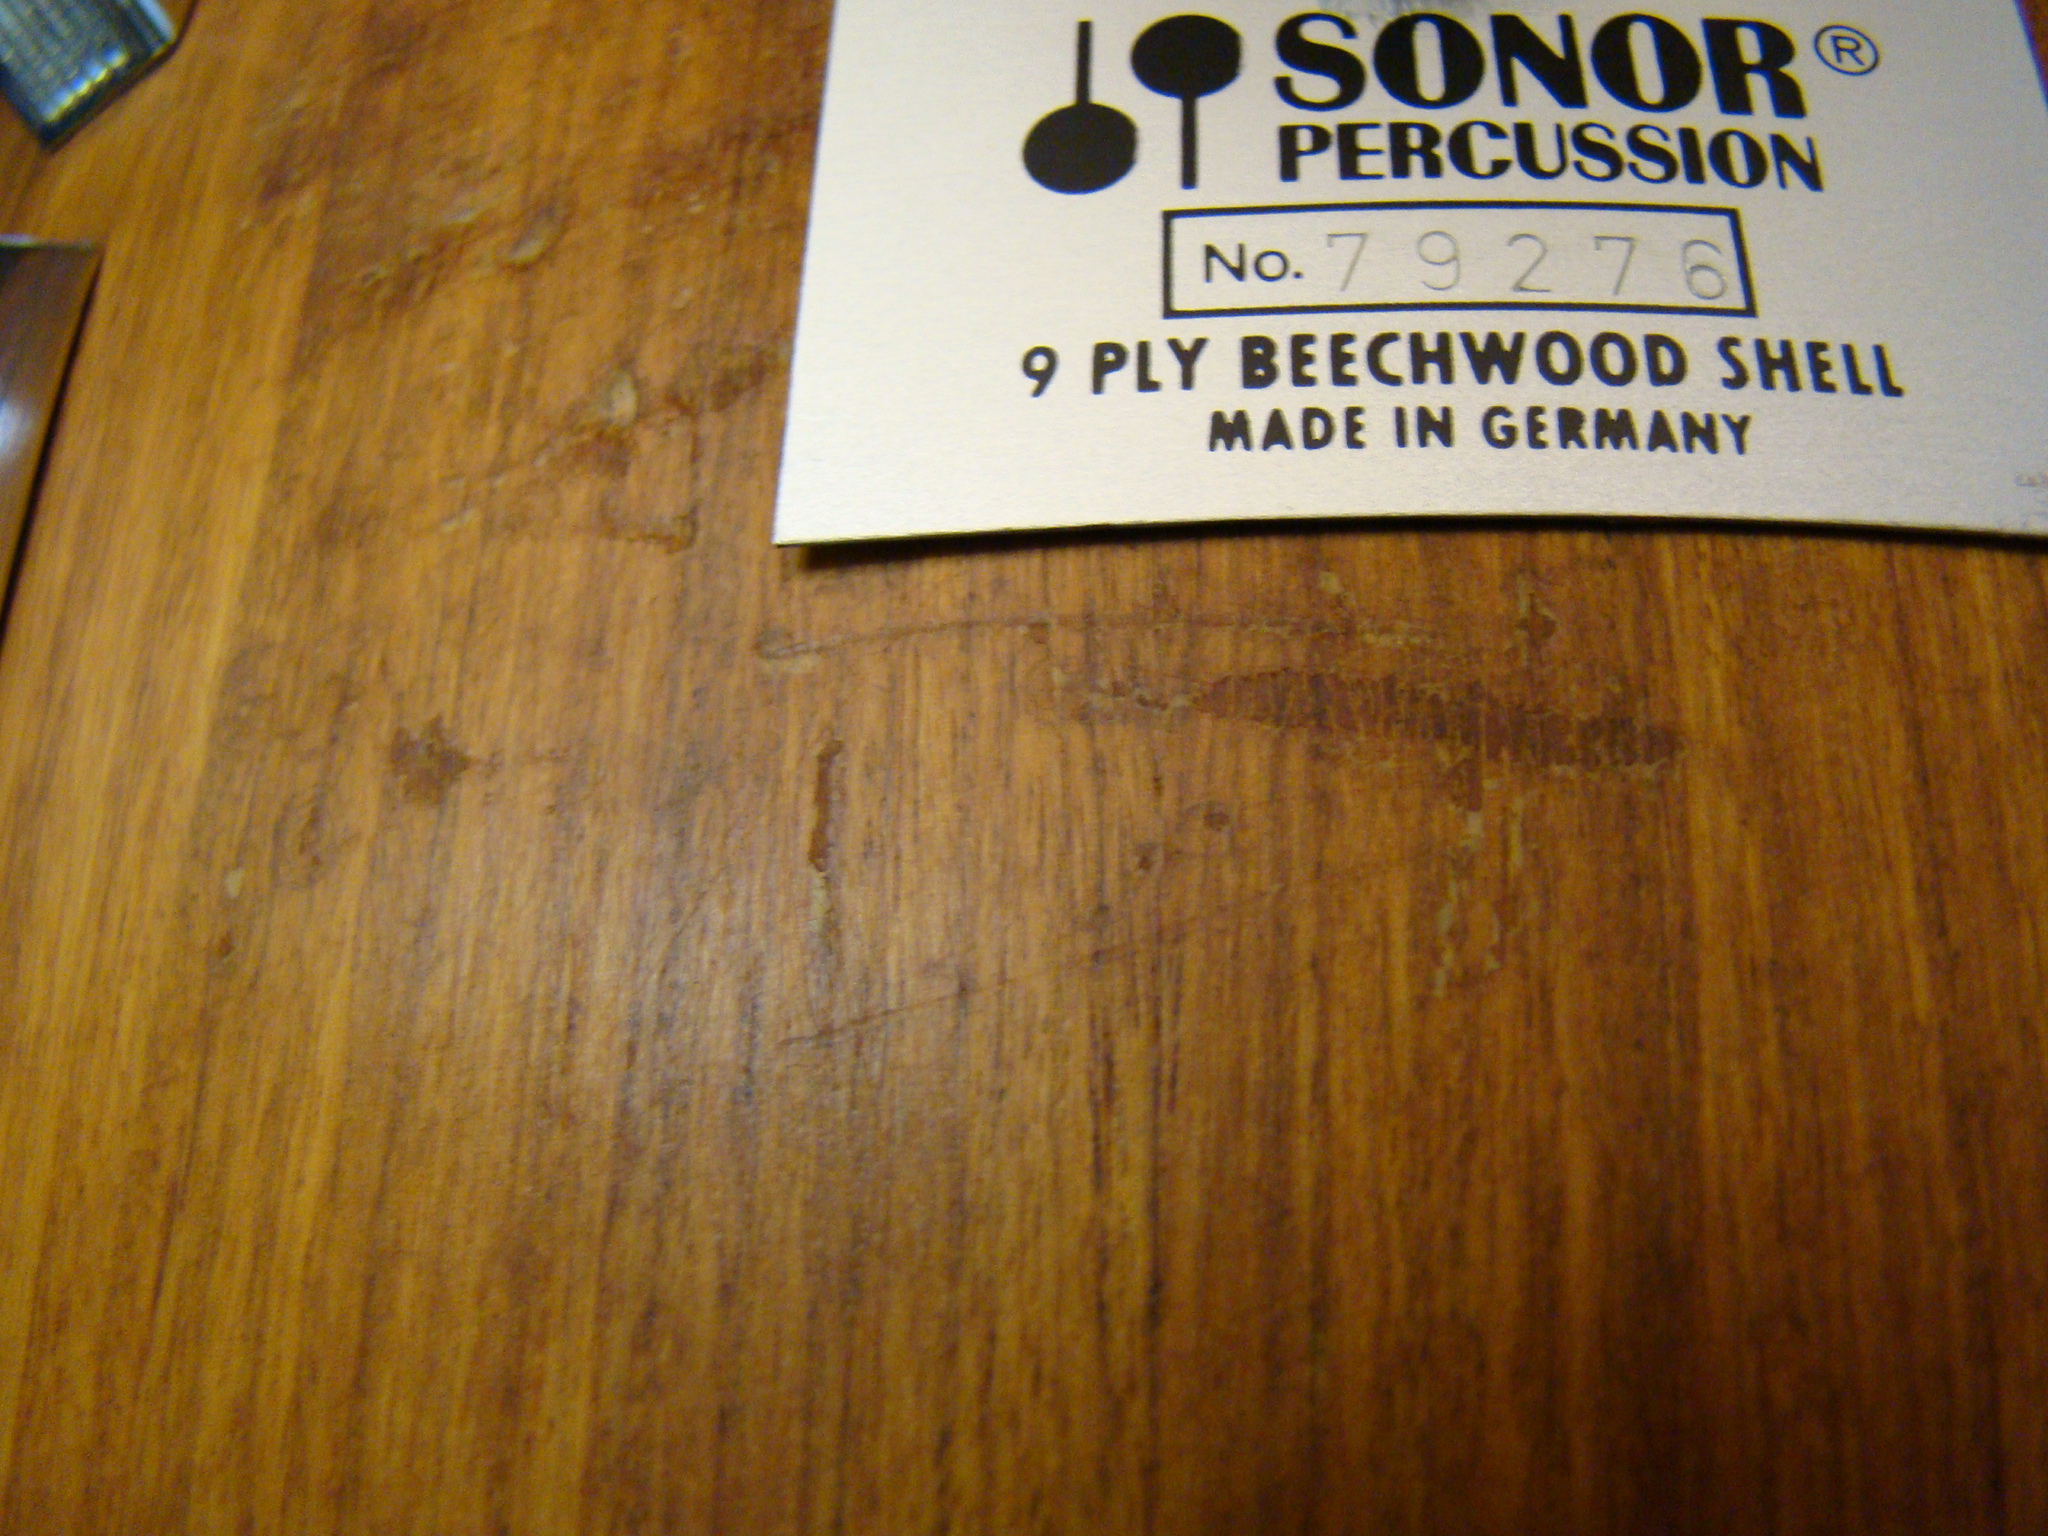 SONOR®
PERCUSSION
No. 79276
9 PLY BEECHWOOD SHELL
MADE IN GERMANY